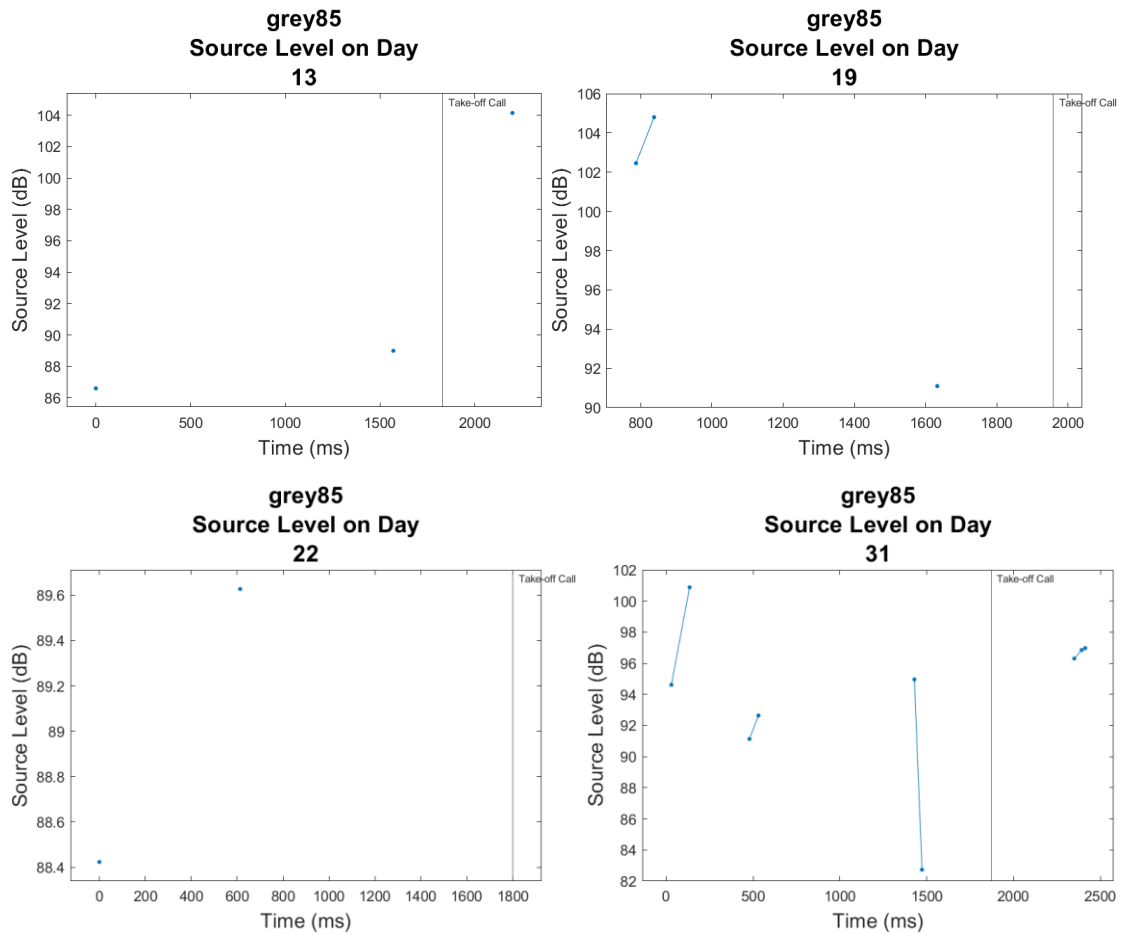 grey85
Source Level on Day
13
Take-off Call
104
102
100
98
96
94
92
90
88
86
Source Level (dB)
0 500 1000 1500 2000
Time (ms)
grey85
Source Level on Day
19
Take-off Call
106
104
102
100
98
96
94
92
90
Source Level (dB)
800 1000 1200 1400 1600 1800 2000
Time (ms)
grey85
Source Level on Day
22
Take-off Call
89.6
89.4
89.2
89
88.8
88.6
88.4
Source Level (dB)
0 200 400 600 800 1000 1200 1400 1600 1800
Time (ms)
grey85
Source Level on Day
31
Take-off Call
102
100
98
96
94
92
90
88
86
84
82
Source Level (dB)
0 500 1000 1500 2000 2500
Time (ms)